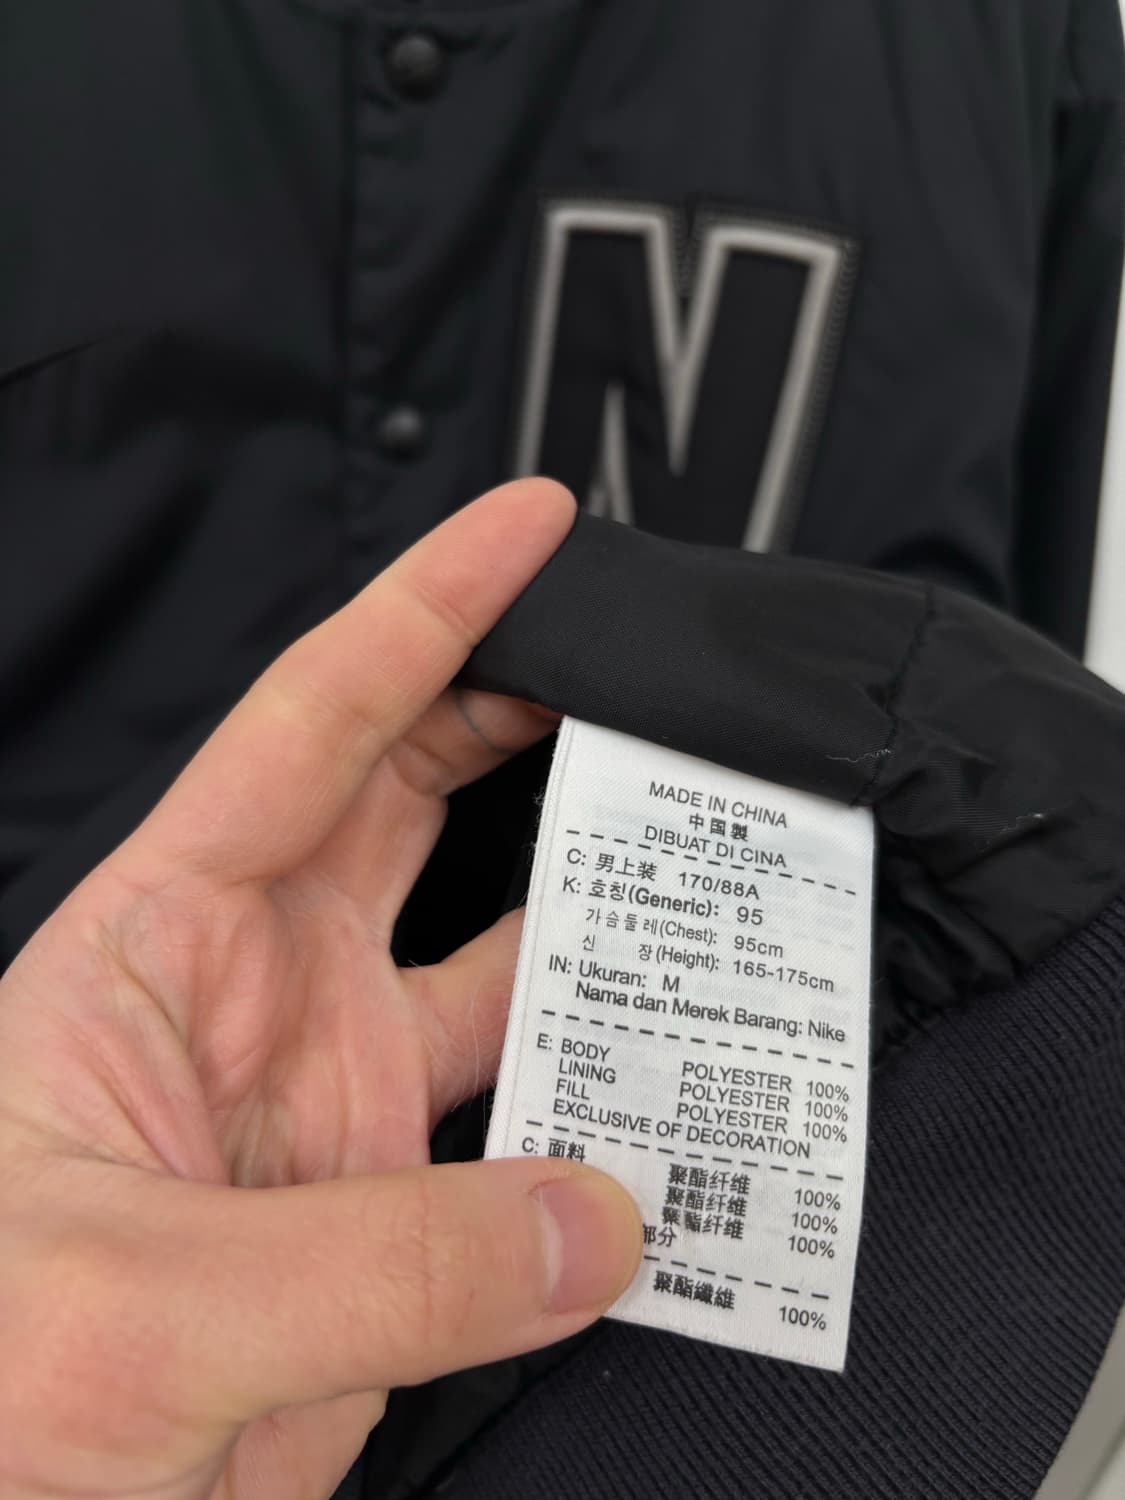 N
MADE IN CHINA
中国製
DIBUAT DI CINA
C: 男上装 170/88A
K: 호칭(Generic): 95
가슴둘레(Chest): 95cm
신 장(Height): 165-175cm
IN: Ukuran: M
Nama dan Merek Barang: Nike
E: BODY POLYESTER 100%
LINING POLYESTER 100%
FILL POLYESTER 100%
EXCLUSIVE OF DECORATION
C: 面料 聚酯纤维 100%
聚酯纤维 100%
聚酯纤维 100%
部分
聚酯纖維 100%